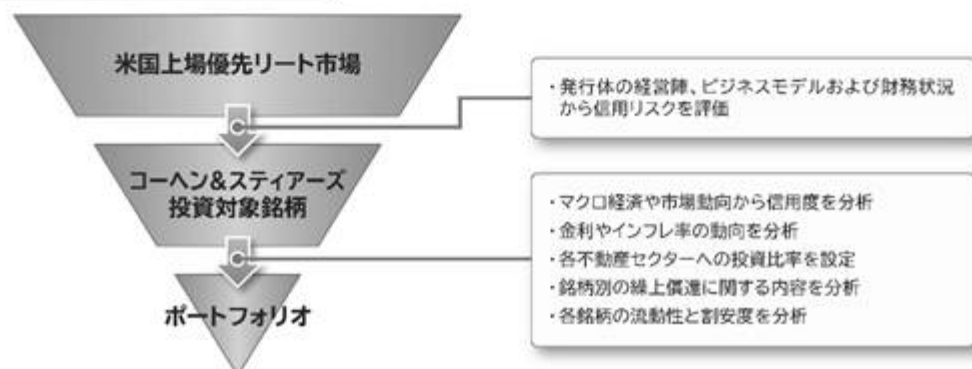 米国上場優先リート市場
・発行体の経営陣、ビジネスモデルおよび財務状況
から信用リスクを評価
コーヘン&スティアーズ
投資対象銘柄
・マクロ経済や市場動向から信用度を分析
・金利やインフレ率の動向を分析
・各不動産セクターへの投資比率を設定
・銘柄別の繰上償還に関する内容を分析
・各銘柄の流動性と割安度を分析
ポートフォリオ